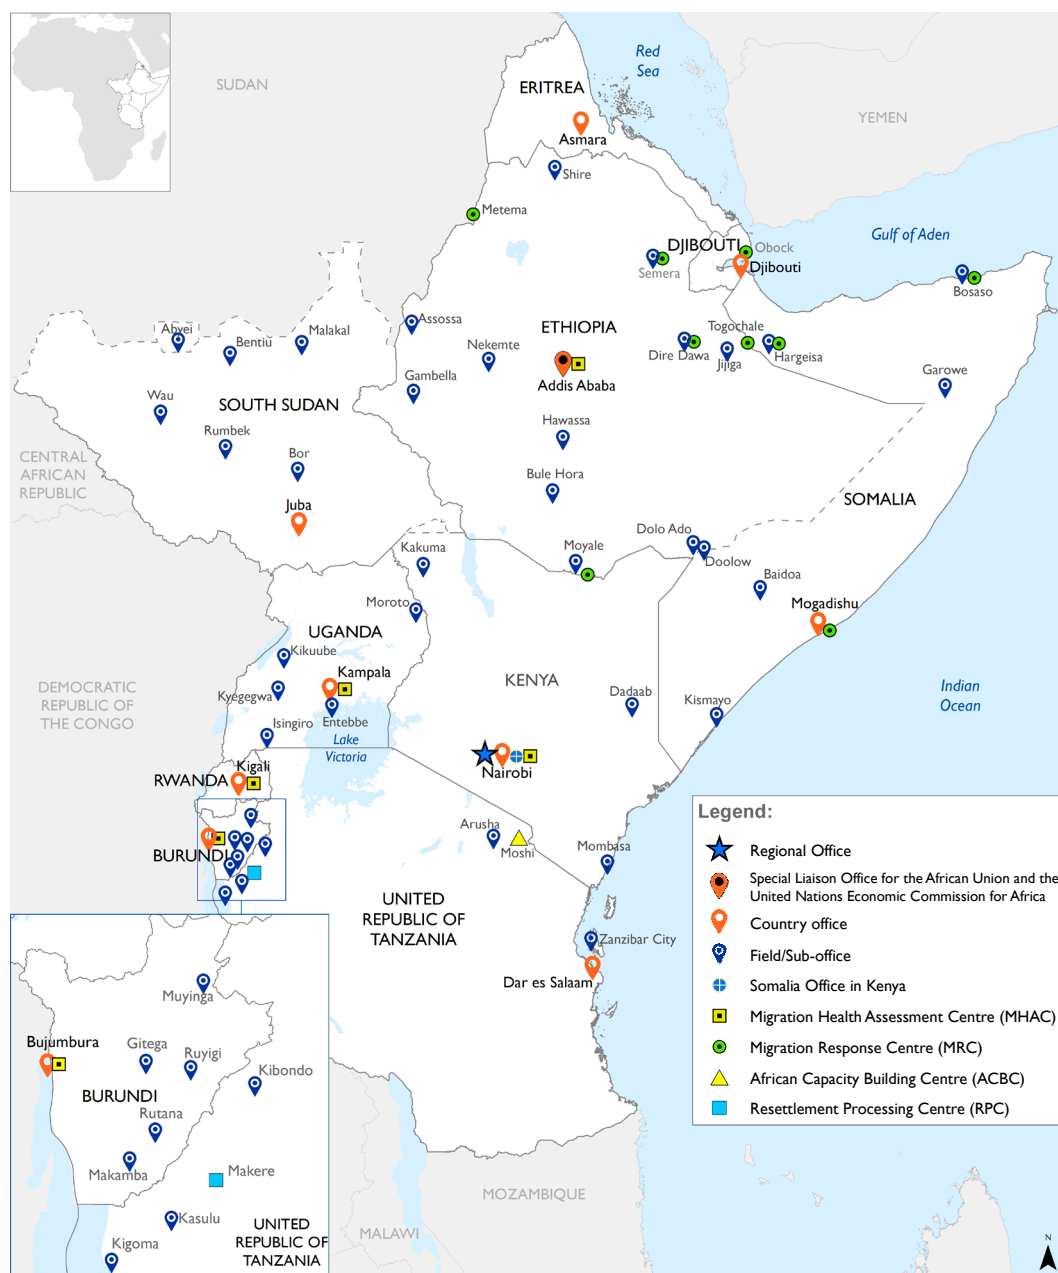 Red
Sea
SUDAN
ERITREA
YEMEN
Asmara
Shire
Metema
Gulf of Aden
DJIBOUTI
Obock
Semera
Djibouti
Bosaso
Assossa
Abyei
Malakal
Bentiu
ETHIOPIA
Togochale
Nekemte
Dire Dawa
Jijiga
Hargeisa
Addis Ababa
Gambella
Garowe
Wau
SOUTH SUDAN
Hawassa
Rumbek
Bor
CENTRAL
AFRICAN
REPUBLIC
Bule Hora
SOMALIA
Juba
Dolo Ado
Kakuma
Moyale
Doolow
Baidoa
Moroto
Mogadishu
UGANDA
Kikuube
Kampala
KENYA
DEMOCRATIC
REPUBLIC OF
THE CONGO
Kyegegwa
Dadaab
Kismayo
Indian
Ocean
Isingiro
Entebbe
Lake
Victoria
Kigali
RWANDA
Nairobi
Arusha
Moshi
Mombasa
BURUNDI
UNITED
REPUBLIC OF
TANZANIA
Zanzibar City
Dar es Salaam
Legend:
Regional Office
Special Liaison Office for the African Union and the
United Nations Economic Commission for Africa
Country office
Field/Sub-office
Somalia Office in Kenya
Migration Health Assessment Centre (MHAC)
Migration Response Centre (MRC)
African Capacity Building Centre (ACBC)
Resettlement Processing Centre (RPC)
Muyinga
Bujumbura
Gitega
Ruyigi
Kibondo
BURUNDI
Rutana
Makamba
Makere
Kasulu
Kigoma
UNITED
REPUBLIC OF
TANZANIA
MOZAMBIQUE
MALAWI
N